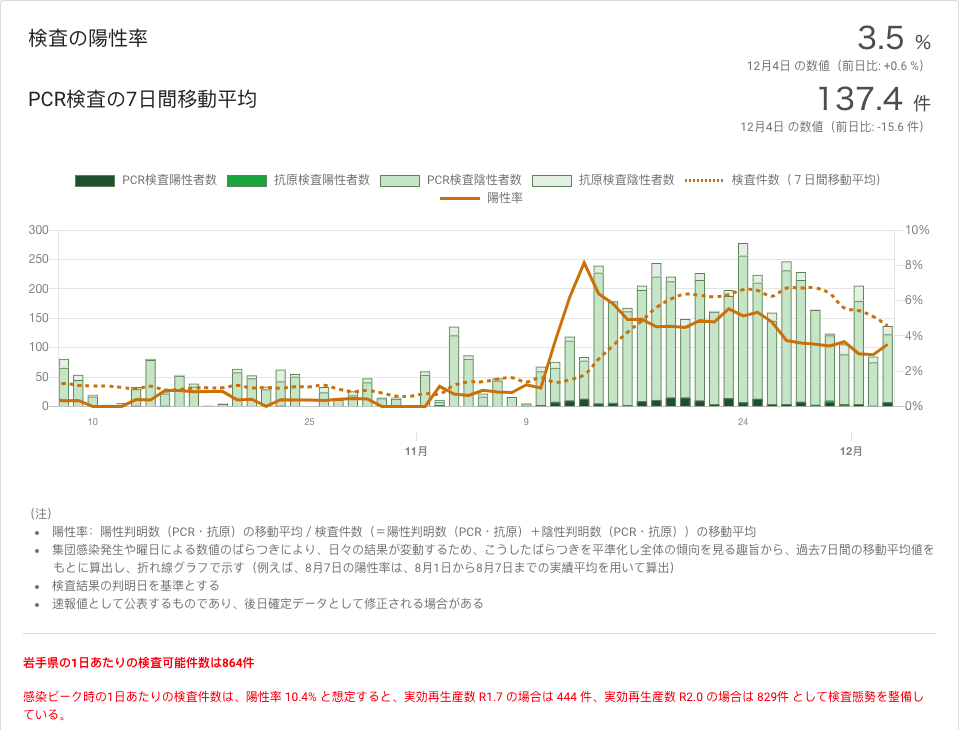 検査の陽性率
3.5 %
12月4日 の数値（前日比: +0.6 %）
PCR検査の7日間移動平均
137.4 件
12月4日 の数値（前日比: -15.6 件）
PCR検査陽性者数 抗原検査陽性者数 PCR検査陰性者数 抗原検査陰性者数 検査件数（７日間移動平均）
陽性率
300 10%
250 8%
200 6%
150 4%
100 2%
50 0%
0
10 25 9 24
11月 12月
（注）
• 陽性率：陽性判明数（PCR・抗原）の移動平均 / 検査件数（＝陽性判明数（PCR・抗原）＋陰性判明数（PCR・抗原））の移動平均
• 集団感染発生や曜日による数値のばらつきにより、日々の結果が変動するため、こうしたばらつきを平準化し全体の傾向を見る趣旨から、過去7日間の移動平均値を
もとに算出し、折れ線グラフで示す（例えば、8月7日の陽性率は、8月1日から8月7日までの実績平均を用いて算出）
• 検査結果の判明日を基準とする
• 速報値として公表するものであり、後日確定データとして修正される場合がある
岩手県の1日あたりの検査可能件数は864件
感染ピーク時の1日あたりの検査件数は、陽性率 10.4% と想定すると、実効再生産数 R1.7 の場合は 444 件、実効再生産数 R2.0 の場合は 829件 として検査態勢を整備し
ている。